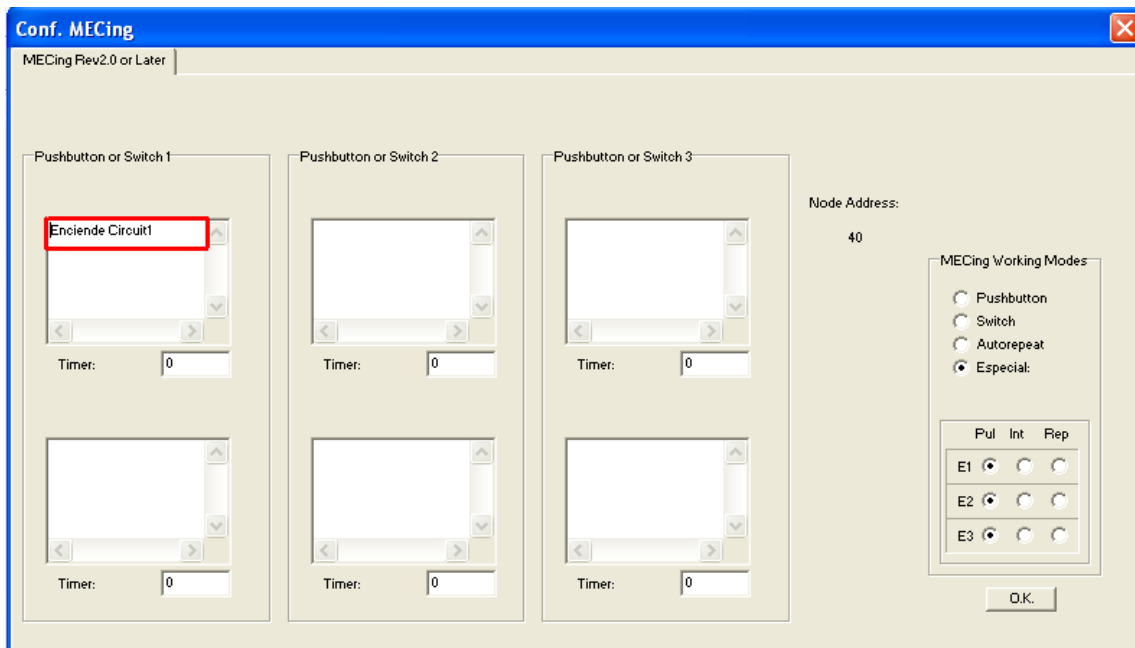 Conf. MECing
MECing Rev2.0 or Later
Pushbutton or Switch 1
Pushbutton or Switch 2
Pushbutton or Switch 3
Enciende Circuit1
Timer: 0
Timer: 0
Timer: 0
Timer: 0
Timer: 0
Timer: 0
Node Address:
40
MECing Working Modes
Pushbutton
Switch
Autorepeat
Especial:
Pul Int Rep
E1
E2
E3
O.K.